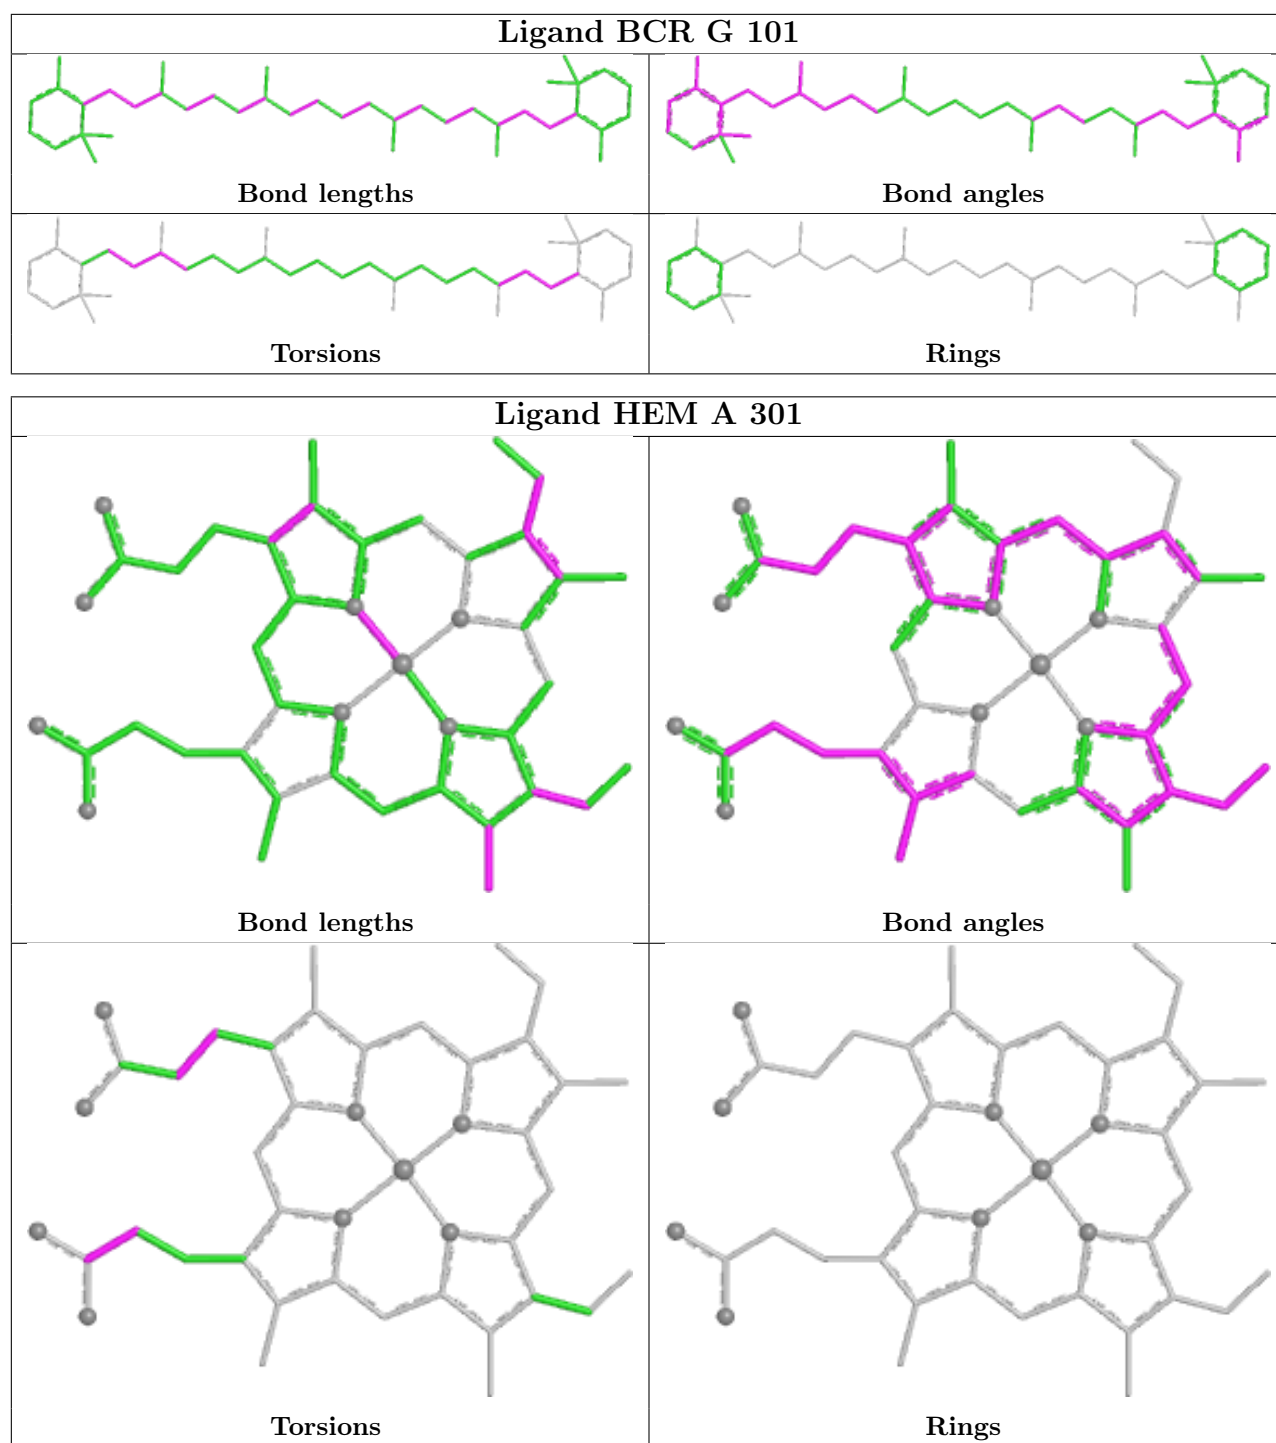 Ligand BCR G 101
Bond lengths
Bond angles
Torsions
Rings
Ligand HEM A 301
Bond lengths
Bond angles
Torsions
Rings